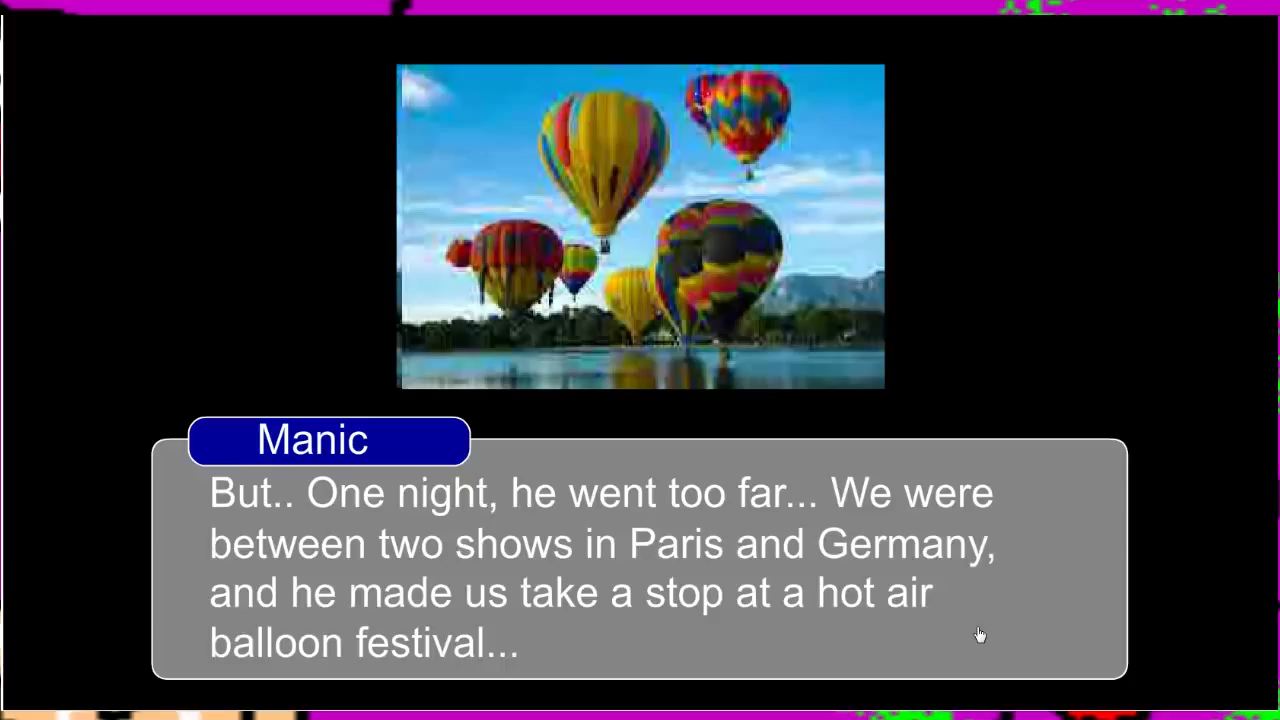 Manic
But.. One night, he went too far... We were
between two shows in Paris and Germany,
and he made us take a stop at a hot air
balloon festival...